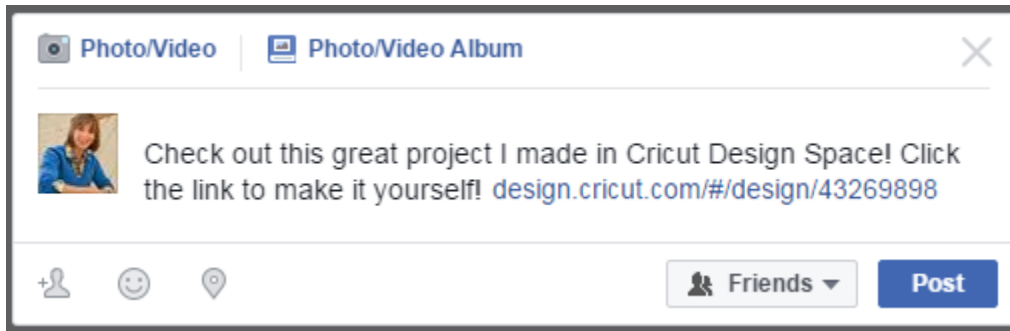 Photo/Video Photo/Video Album
Check out this great project I made in Cricut Design Space! Click
the link to make it yourself! design.cricut.com/#/design/43269898
Friends Post